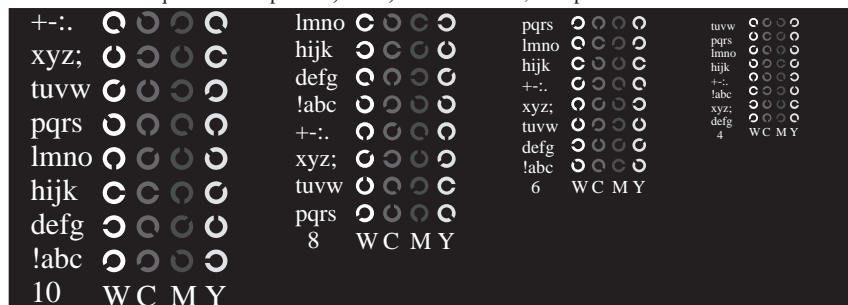 +-:.
xyz;
tuvw
pqrs
lmno
hijk
defg
!abc
10 W C M Y
lmno
hijk
defg
!abc
+-:.
xyz;
tuvw
pqrs
8 W C M Y
pqrs
lmno
hijk
+-:.
xyz;
tuvw
defg
!abc
6 W C M Y
tuvw
pqrs
lmno
hijk
+-:.
!abc
xyz;
defg
4 W C M Y